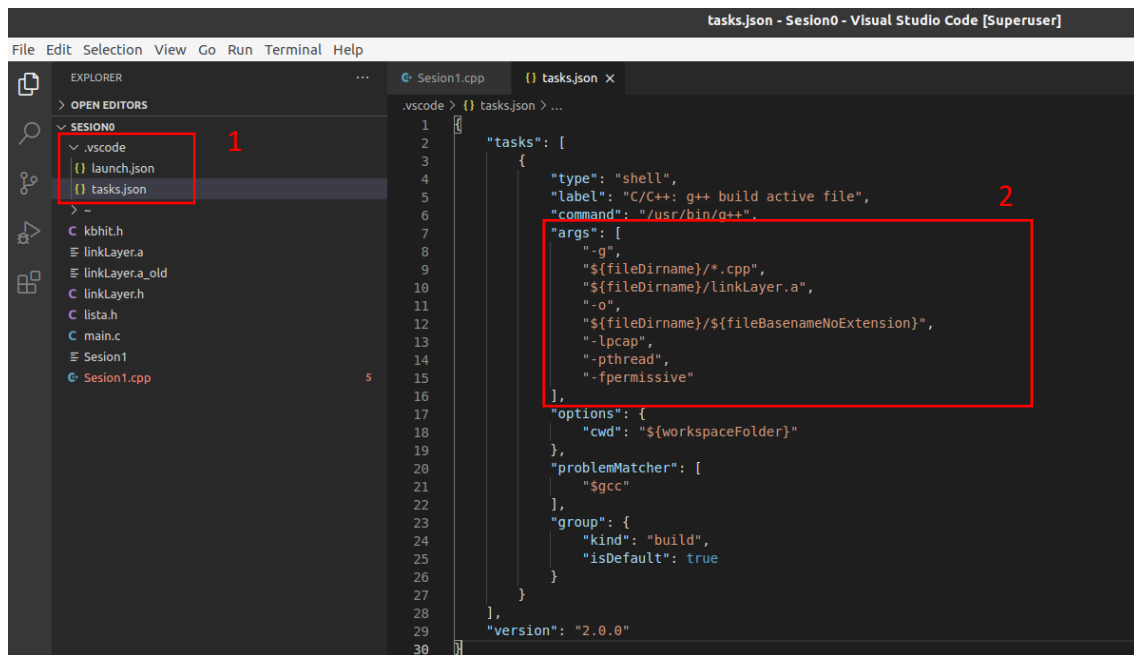 tasks.json - Sesion0 - Visual Studio Code [Superuser]
File Edit Selection View Go Run Terminal Help
EXPLORER ...
> OPEN EDITORS
SESION0
.vscode
{} launch.json
{} tasks.json
> ~
C kbhit.h
linkLayer.a
linkLayer.a_old
C linkLayer.h
C lista.h
C main.c
Sesion1
Sesion1.cpp 5
1
Sesion1.cpp {} tasks.json ×
.vscode > {} tasks.json > ...
1 {
2 "tasks": [
3 {
4 "type": "shell",
5 "label": "C/C++: g++ build active file",
6 "command": "/usr/bin/g++",
7 "args": [
8 "-g",
9 "${fileDirname}/*.cpp",
10 "${fileDirname}/linkLayer.a",
11 "-o",
12 "${fileDirname}/${fileBasenameNoExtension}",
13 "-lpcap",
14 "-pthread",
15 "-fpermissive"
16 ],
17 "options": {
18 "cwd": "${workspaceFolder}"
19 },
20 "problemMatcher": [
21 "$gcc"
22 ],
23 "group": {
24 "kind": "build",
25 "isDefault": true
26 }
27 }
28 ],
29 "version": "2.0.0"
30 }
2